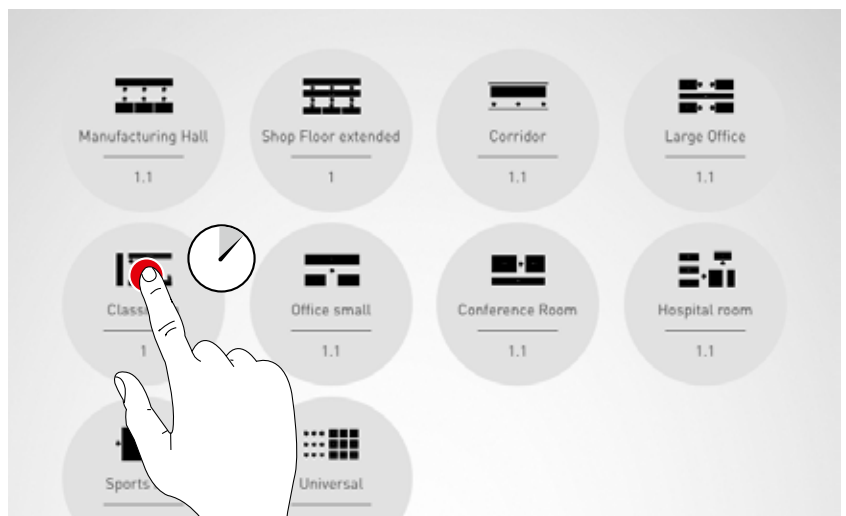 Manufacturing Hall
1.1
Shop Floor extended
1
Corridor
1.1
Large Office
1.1
1
Office small
1.1
Conference Room
1.1
Hospital room
1.1
Sports
Universal